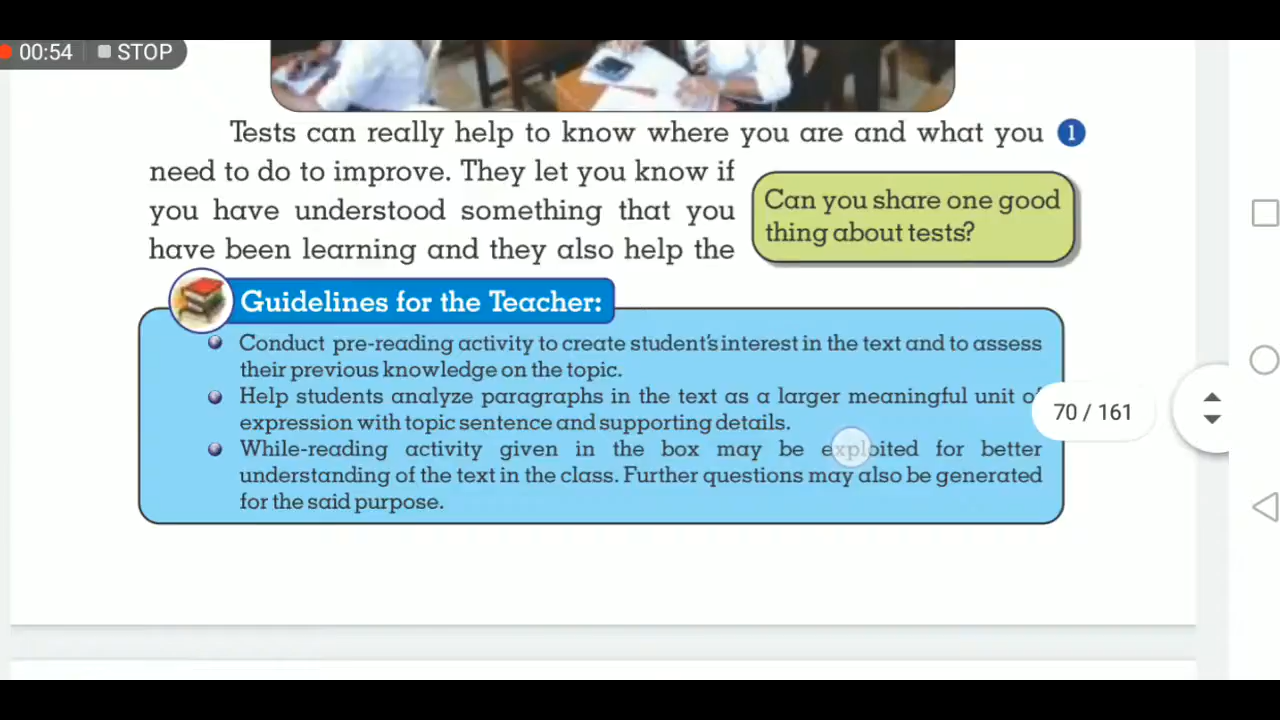 00:54 STOP
Tests can really help to know where you are and what you 1
need to do to improve. They let you know if
you have understood something that you
have been learning and they also help the
Can you share one good
thing about tests?
Guidelines for the Teacher:
Conduct pre-reading activity to create student's interest in the text and to assess
their previous knowledge on the topic.
Help students analyze paragraphs in the text as a larger meaningful unit of
expression with topic sentence and supporting details.
While-reading activity given in the box may be exploited for better
understanding of the text in the class. Further questions may also be generated
for the said purpose.
70 / 161